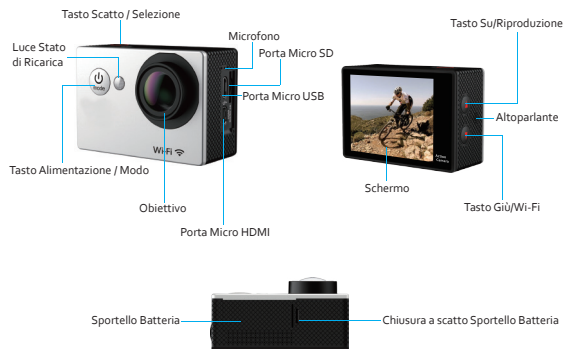 Tasto Scatto / Selezione
Luce Stato
di Ricarica
Microfono
Porta Micro SD
Porta Micro USB
Mode
Wi-Fi
Tasto Alimentazione / Modo
Obiettivo
Porta Micro HDMI
Tasto Su/Riproduzione
Altoparlante
Action
Camera
Schermo
Tasto Giù/Wi-Fi
Sportello Batteria
Chiusura a scatto Sportello Batteria